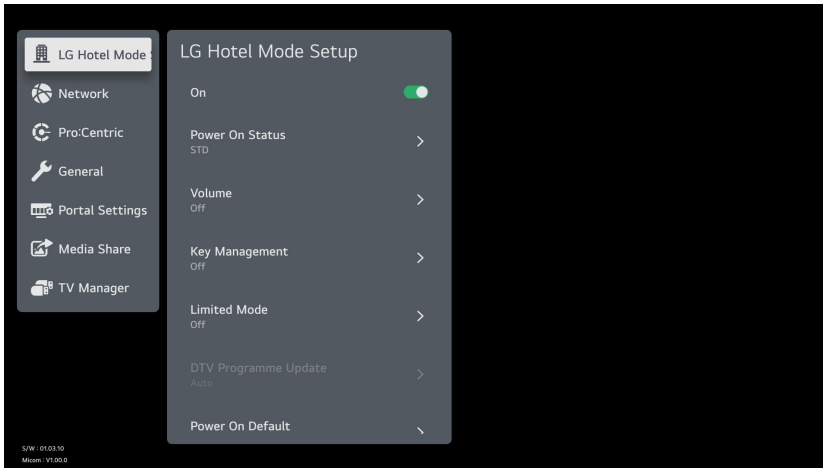 LG Hotel Mode S
Network
Pro:Centric
General
Portal Settings
Media Share
TV Manager
LG Hotel Mode Setup
On
Power On Status
STD
Volume
Off
Key Management
Off
Limited Mode
Off
DTV Programme Update
Auto
Power On Default
S/W : 01.03.10
Micom : V1.00.0